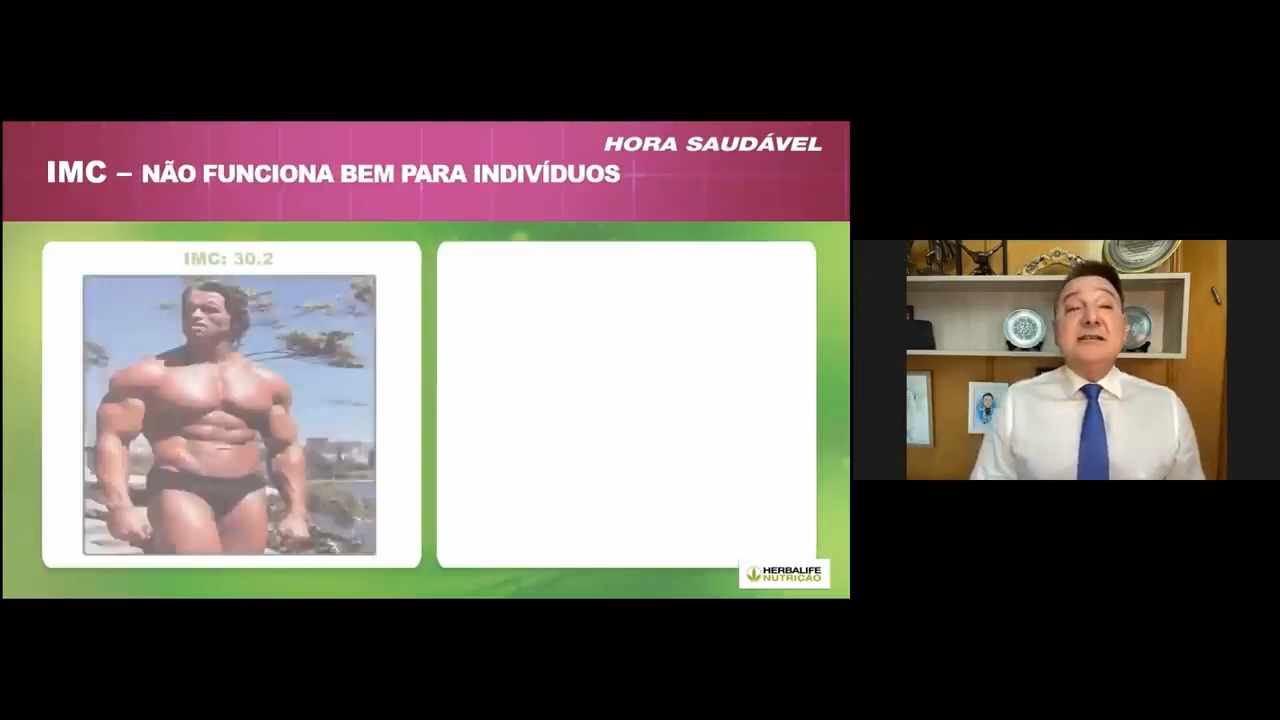 HORA SAUDÁVEL
IMC – NÃO FUNCIONA BEM PARA INDIVÍDUOS
IMC: 30.2
HERBALIFE
NUTRIÇÃO